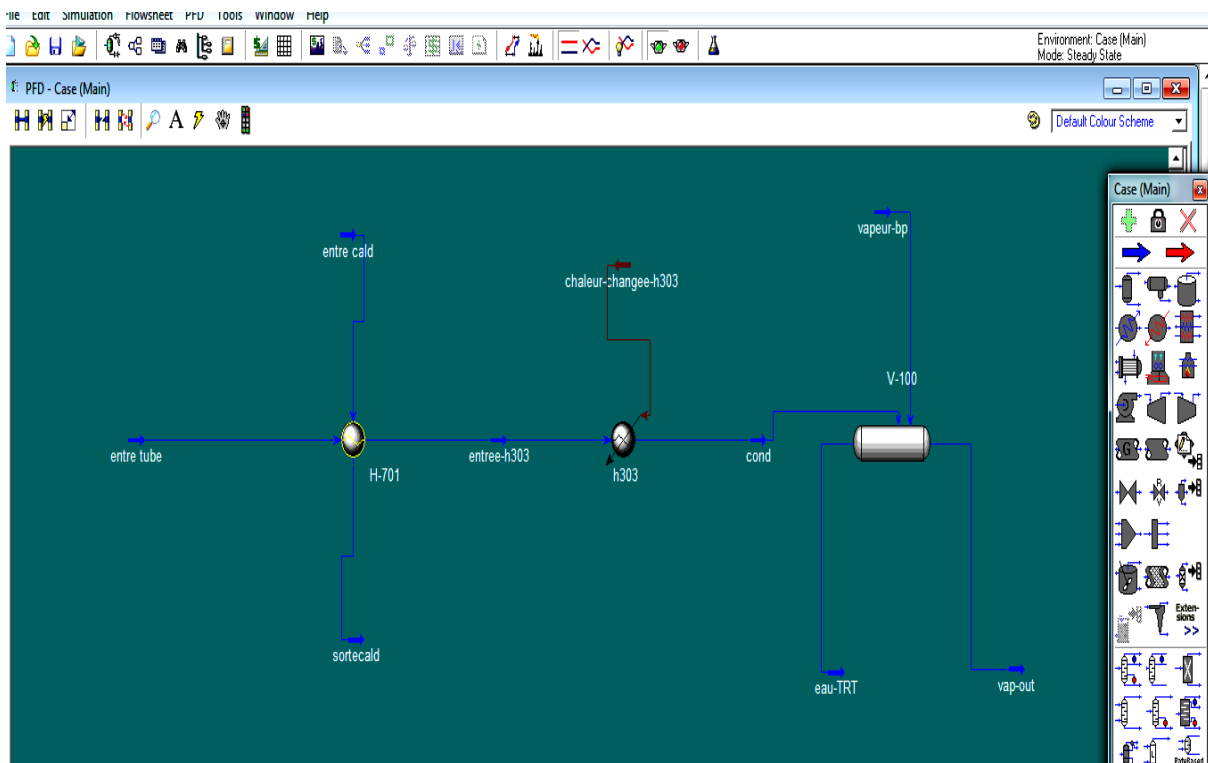 File Edit Simulation Flowsheet PFD Tools Window Help
Environment: Case (Main)
Mode: Steady State
PFD - Case (Main)
A
Default Colour Scheme
Case (Main)
vapeur-bp
entre cald
chaleur-changee-h303
V-100
entre tube
H-701
entree-h303
h303
cond
sortecald
eau-TRT
vap-out
G
Exten-
sions
>>